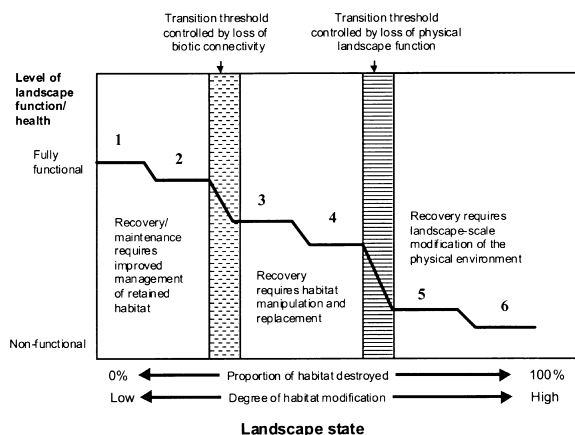 Transition threshold
controlled by loss of
biotic connectivity
Transition threshold
controlled by loss of physical
landscape function
Level of
landscape
function/
health
1
Fully
functional
2
3
4
5
6
Recovery/
maintenance
requires
improved
management
of retained
habitat
Recovery
requires habitat
manipulation and
replacement
Recovery requires
landscape-scale
modification of the
physical environment
Non-functional
0%
Proportion of habitat destroyed
100%
Low
Degree of habitat modification
High
Landscape state